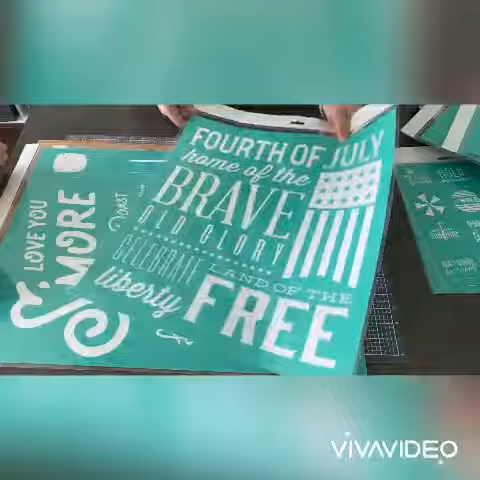 FOURTH OF JULY
home of the
BRAVE
OLD GLORY
CELEBRATE
LAND OF THE
liberty
FREE
I LOVE YOU
MORE
COAST
VIVAVIDEO